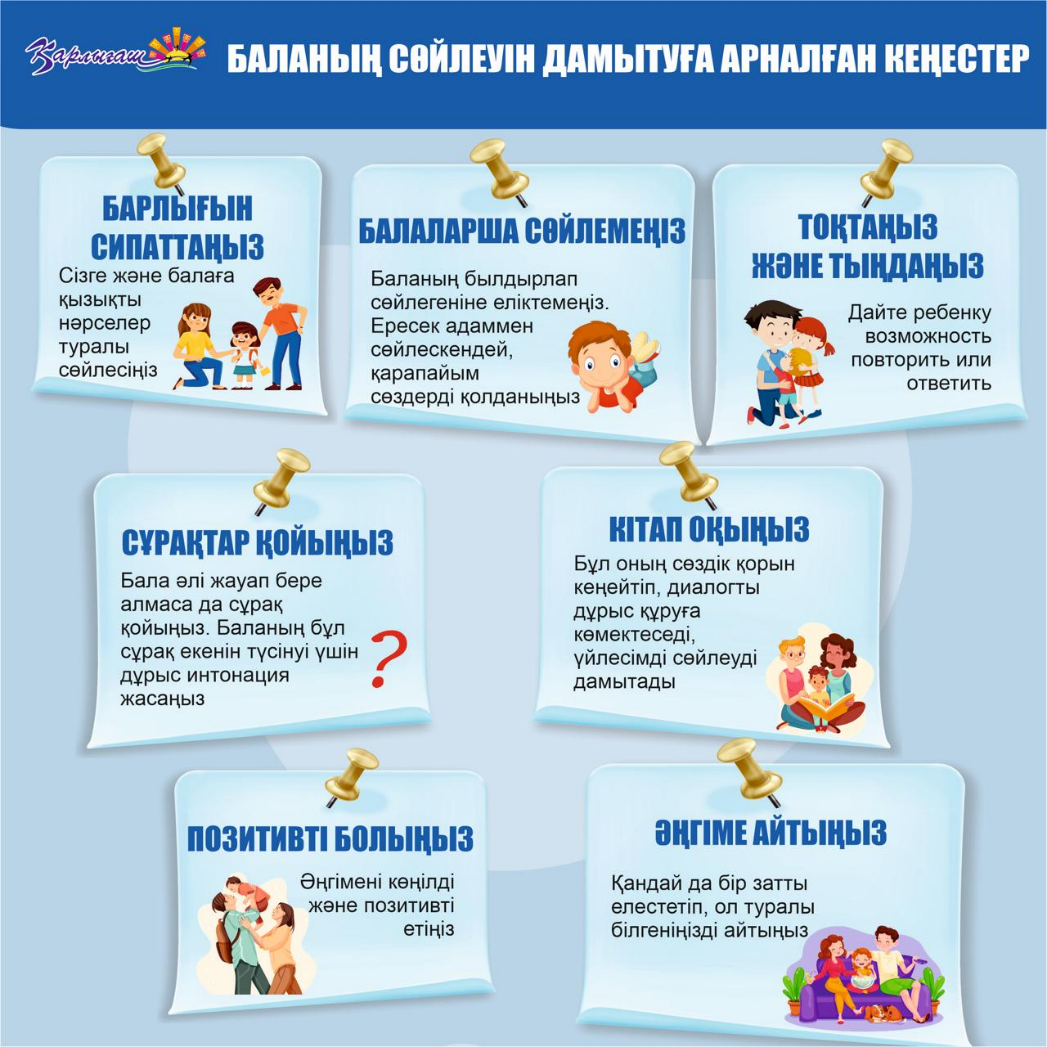 Қарлығаш
БАЛАНЫҢ СӨЙЛЕУІН ДАМЫТУҒА АРНАЛҒАН КЕҢЕСТЕР
БАРЛЫҒЫН
СИПАТТАҢЫЗ
Сізге және балаға
қызықты
нәрселер
туралы
сөйлесіңіз
БАЛАЛАРША СӨЙЛЕМЕҢІЗ
Баланың былдырлап
сөйлегеніне еліктемеңіз.
Ересек адаммен
сөйлескендей,
қарапайым
сөздерді қолданыңыз
ТОҚТАҢЫЗ
ЖӘНЕ ТЫҢДАҢЫЗ
Дайте ребенку
возможность
повторить или
ответить
СҰРАҚТАР ҚОЙЫҢЫЗ
Бала әлі жауап бере
алмаса да сұрақ
қойыңыз. Баланың бұл
сұрақ екенін түсінуі үшін
дұрыс интонация
жасаңыз
?
КІТАП ОҚЫҢЫЗ
Бұл оның сөздік қорын
кеңейтіп, диалогты
дұрыс құруға
көмектеседі,
үйлесімді сөйлеуді
дамытады
ПОЗИТИВТІ БОЛЫҢЫЗ
Әңгімені көңілді
және позитивті
етіңіз
ӘҢГІМЕ АЙТЫҢЫЗ
Қандай да бір затты
елестетіп, ол туралы
білгеніңізді айтыңыз